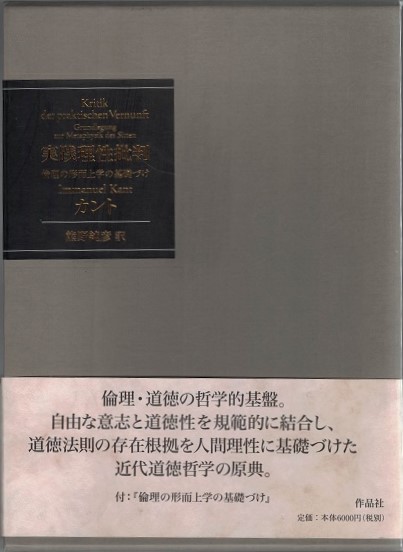 Kritik
der praktischen Vernunft
Grundlegung
zur Metaphysik der Sitten
実践理性批判
倫理の形而上学の基礎づけ
Immanuel Kant
カント
熊野純彦 訳
倫理・道徳の哲学的基盤。
自由な意志と道徳性を規範的に結合し、
道徳法則の存在根拠を人間理性に基礎づけた
近代道徳哲学の原典。
付:『倫理の形而上学の基礎づけ』
作品社
定価:本体6000円(税別)